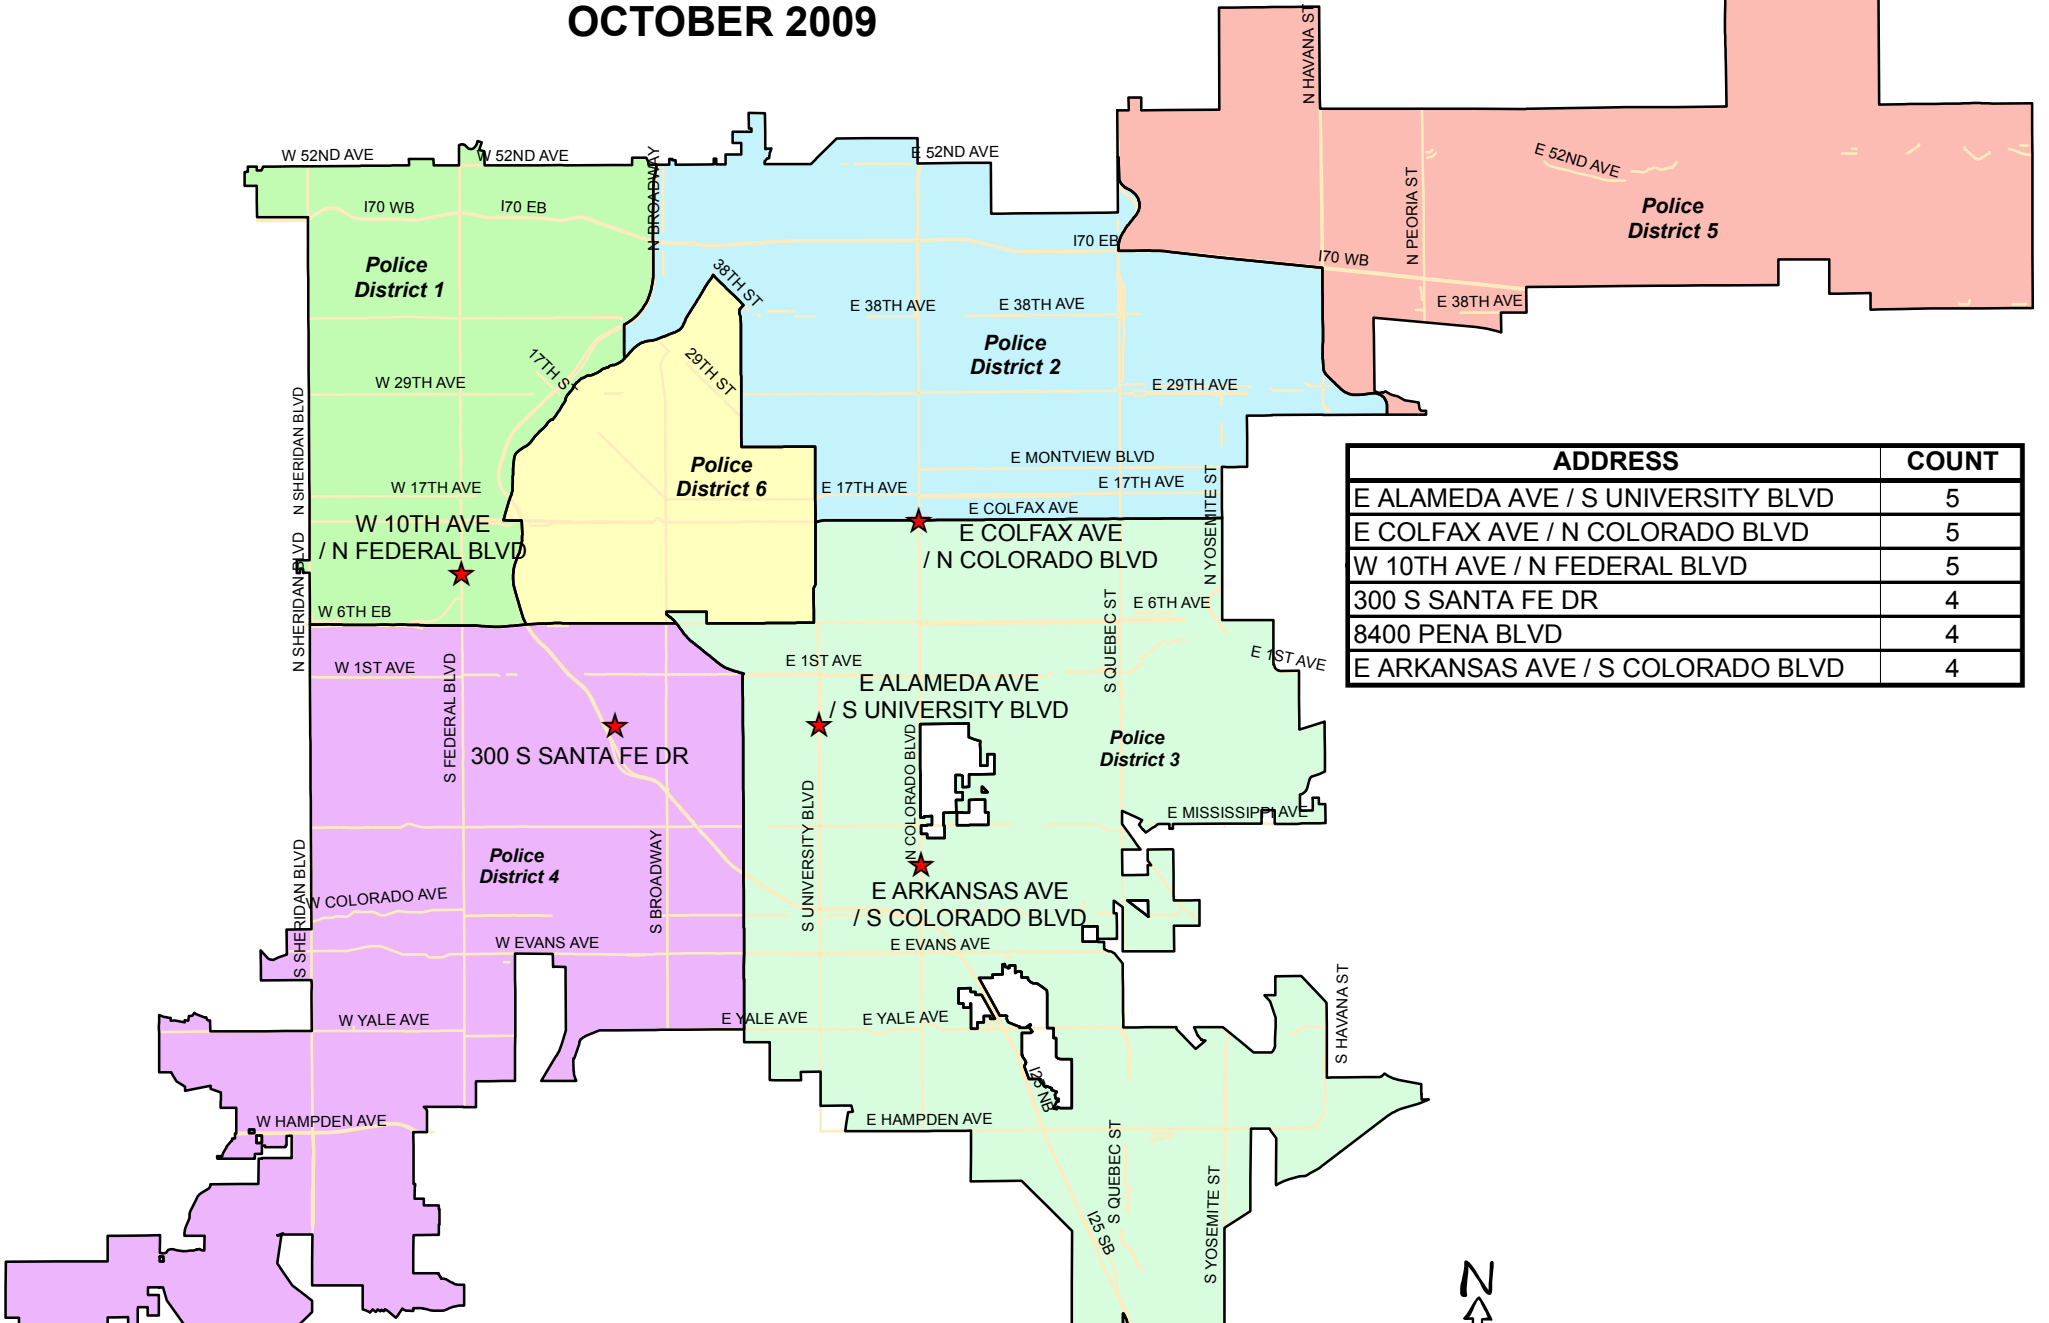 OCTOBER 2009
N HAVANA ST
W 52ND AVE
W 52ND AVE
E 52ND AVE
E 52ND AVE
N BROADWAY
I70 WB
I70 EB
I70 EB
I70 WB
N PEORIA ST
Police
District 5
Police
District 1
38TH ST
E 38TH AVE
E 38TH AVE
E 38TH AVE
Police
District 2
17TH ST
29TH ST
W 29TH AVE
E 29TH AVE
N SHERIDAN BLVD
Police
District 6
E MONTVIEW BLVD
W 17TH AVE
E 17TH AVE
E 17TH AVE
E COLFAX AVE
N YOSEMITE ST
W 10TH AVE
/ N FEDERAL BLVD
E COLFAX AVE
/ N COLORADO BLVD
ADDRESS COUNT
E ALAMEDA AVE / S UNIVERSITY BLVD 5
E COLFAX AVE / N COLORADO BLVD 5
W 10TH AVE / N FEDERAL BLVD 5
300 S SANTA FE DR 4
8400 PENA BLVD 4
E ARKANSAS AVE / S COLORADO BLVD 4
N SHERIDAN BLVD
W 6TH EB
E 6TH AVE
S QUEBEC ST
W 1ST AVE
E 1ST AVE
E 1ST AVE
S FEDERAL BLVD
E ALAMEDA AVE
/ S UNIVERSITY BLVD
300 S SANTA FE DR
N COLORADO BLVD
Police
District 3
S UNIVERSITY BLVD
E MISSISSIPPI AVE
Police
District 4
S BROADWAY
S SHERIDAN BLVD
W COLORADO AVE
E ARKANSAS AVE
/ S COLORADO BLVD
W EVANS AVE
E EVANS AVE
W YALE AVE
E YALE AVE
E YALE AVE
S HAVANA ST
I25 NB
W HAMPDEN AVE
E HAMPDEN AVE
S QUEBEC ST
S YOSEMITE ST
I25 SB
N